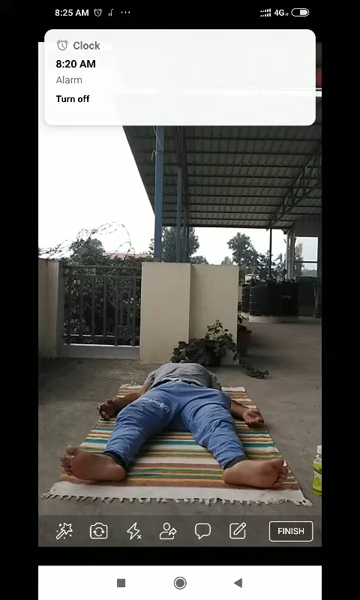 8:25 AM
4G
Clock
8:20 AM
Alarm
Turn off
FINISH